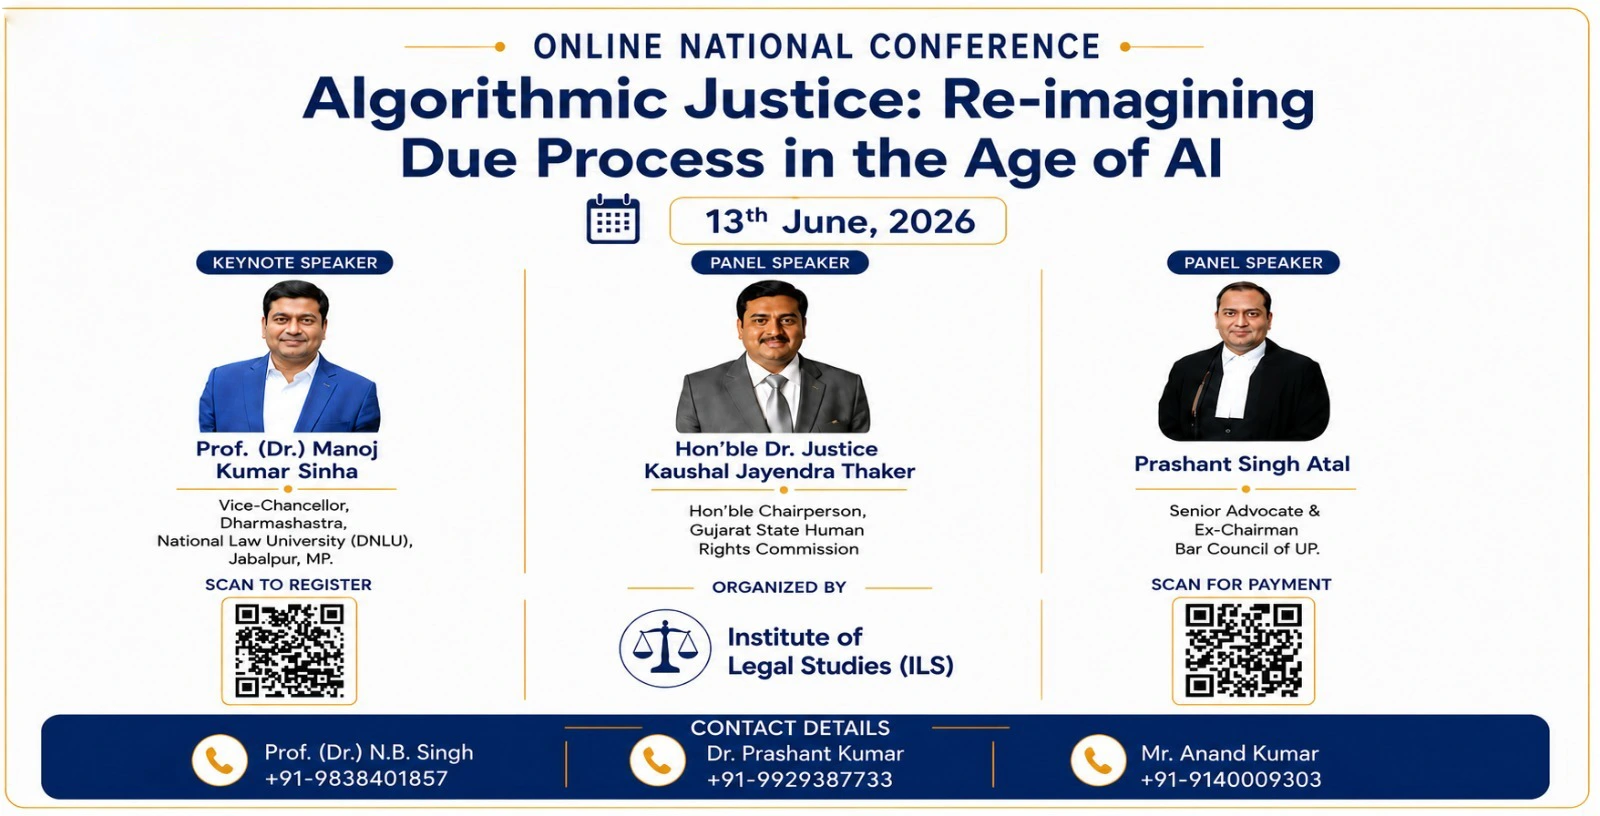 ONLINE NATIONAL CONFERENCE
Algorithmic Justice: Re-imagining
Due Process in the Age of AI
13th June, 2026
KEYNOTE SPEAKER
Prof. (Dr.) Manoj
Kumar Sinha
Vice-Chancellor,
Dharmashastra,
National Law University (DNLU),
Jabalpur, MP.
PANEL SPEAKER
Hon'ble Dr. Justice
Kaushal Jayendra Thaker
Hon'ble Chairperson,
Gujarat State Human
Rights Commission
PANEL SPEAKER
Prashant Singh Atal
Senior Advocate &
Ex-Chairman
Bar Council of UP.
SCAN TO REGISTER
ORGANIZED BY
Institute of
Legal Studies (ILS)
SCAN FOR PAYMENT
CONTACT DETAILS
Prof. (Dr.) N.B. Singh
+91-9838401857
Dr. Prashant Kumar
+91-9929387733
Mr. Anand Kumar
+91-9140009303